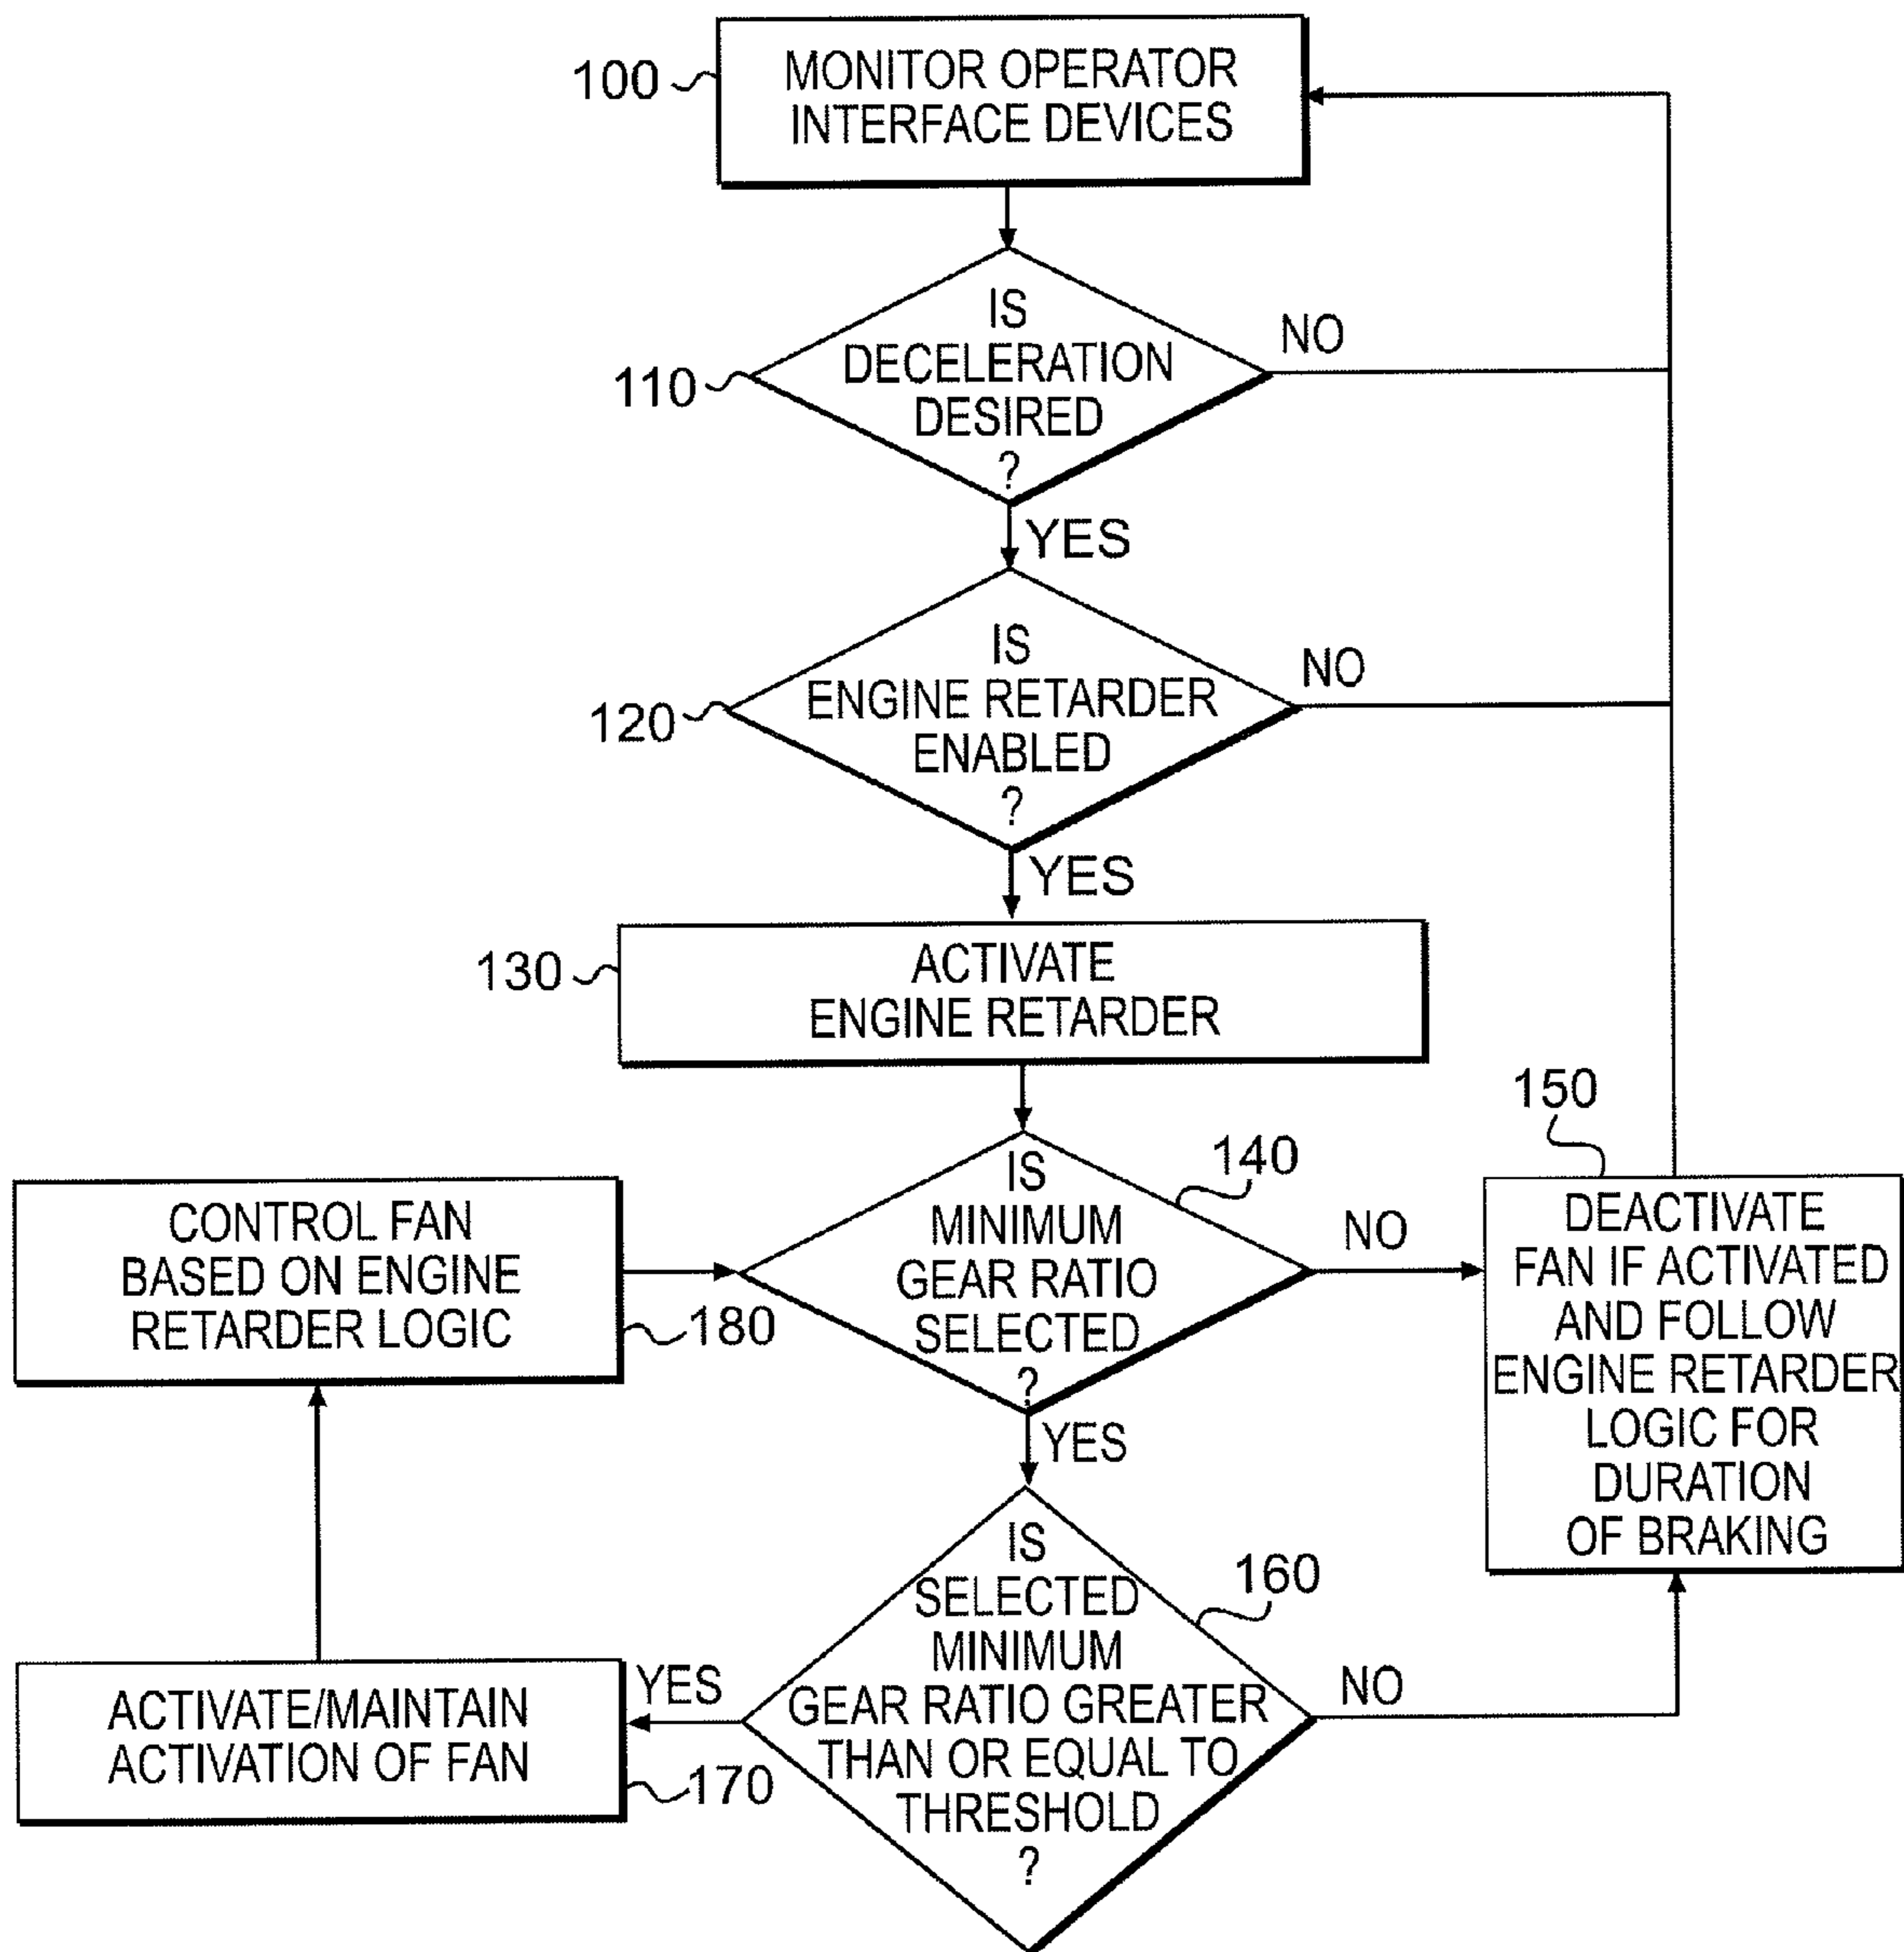 100
MONITOR OPERATOR
INTERFACE DEVICES
110
IS
DECELERATION
DESIRED
?
NO
YES
120
IS
ENGINE RETARDER
ENABLED
?
NO
YES
130
ACTIVATE
ENGINE RETARDER
140
IS
MINIMUM
GEAR RATIO
SELECTED
?
NO
YES
150
DEACTIVATE
FAN IF ACTIVATED
AND FOLLOW
ENGINE RETARDER
LOGIC FOR
DURATION
OF BRAKING
160
IS
SELECTED
MINIMUM
GEAR RATIO GREATER
THAN OR EQUAL TO
THRESHOLD
?
NO
YES
ACTIVATE/MAINTAIN
ACTIVATION OF FAN
170
CONTROL FAN
BASED ON ENGINE
RETARDER LOGIC
180